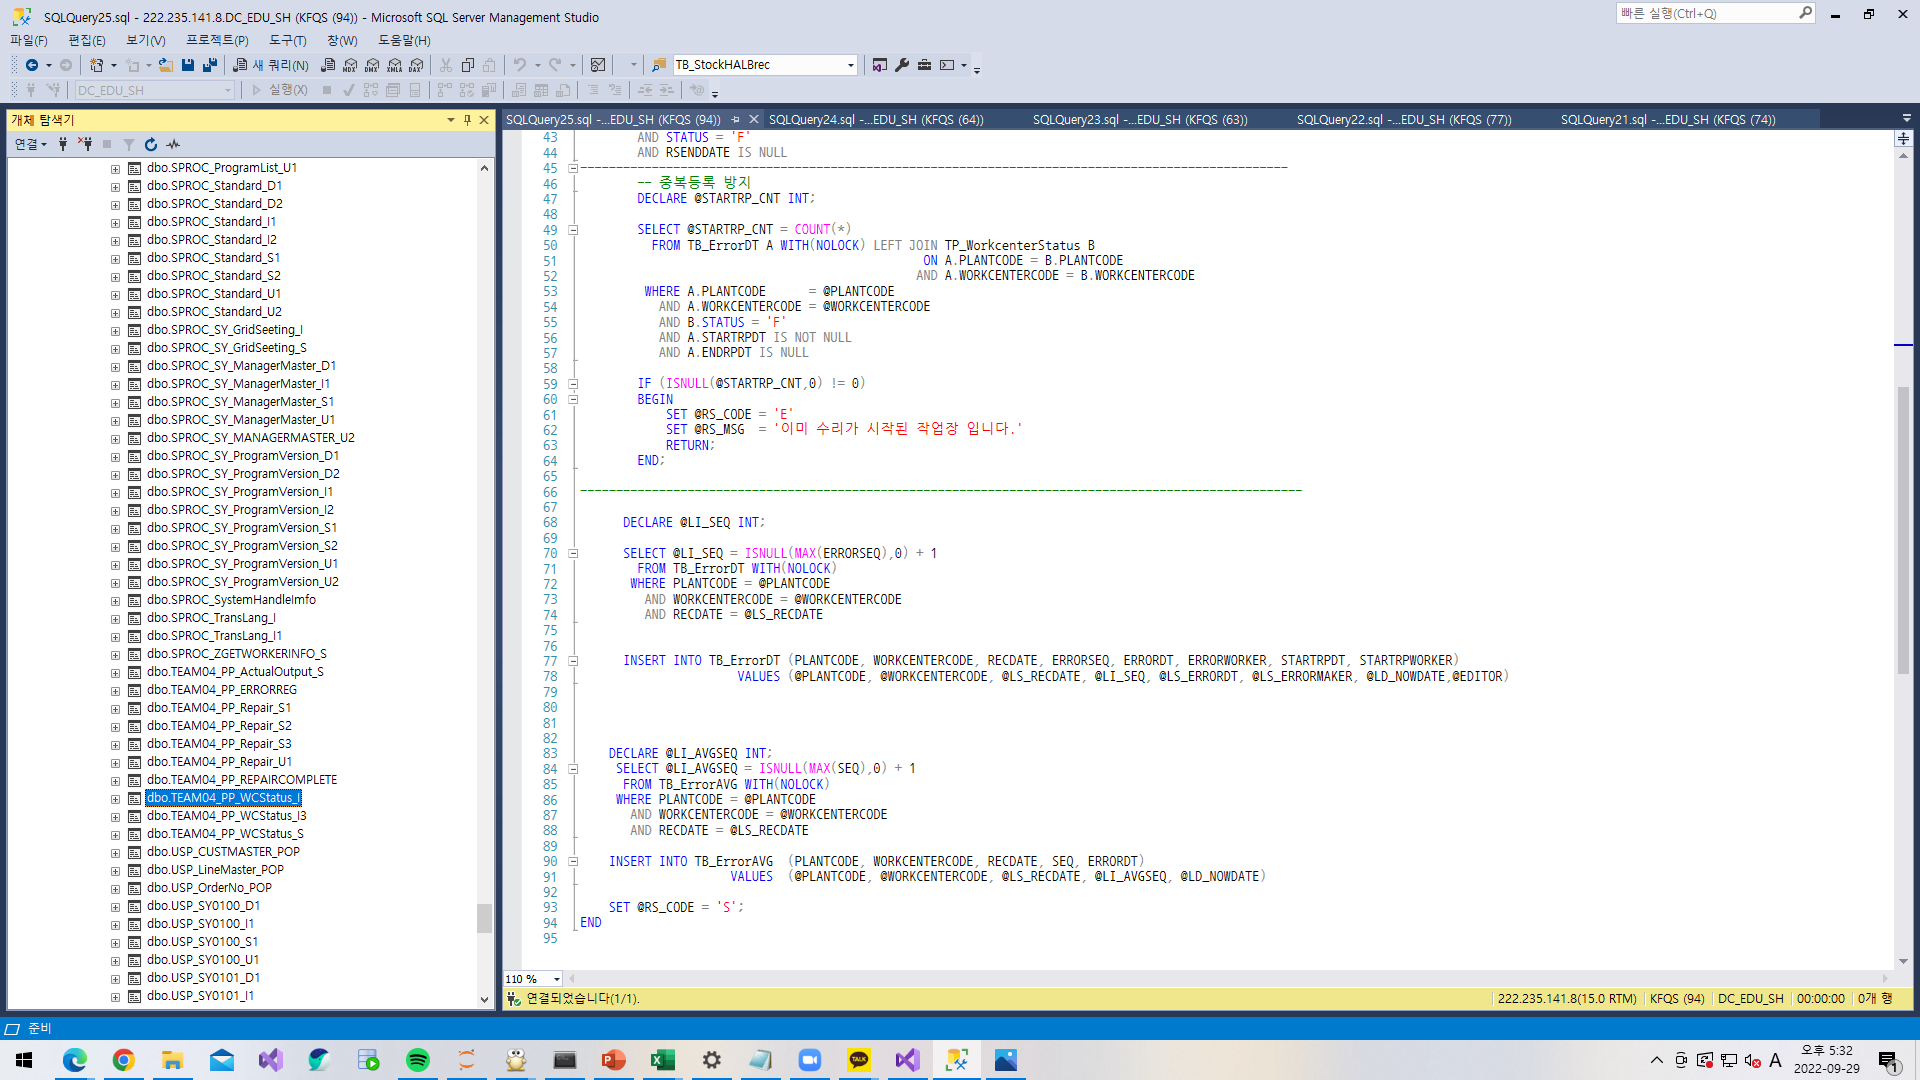 SQLQuery25.sql - 222.235.141.8.DC_EDU_SH (KFQS (94)) - Microsoft SQL Server Management Studio
빠른 실행(Ctrl+Q)
파일(F) 편집(E) 보기(V) 프로젝트(P) 도구(T) 창(W) 도움말(H)
새 쿼리(N) MDX DMX XMLA DAX TB_StockHALBrec
DC_EDU_SH 실행(X)
개체 탐색기
연결
dbo.SPROC_ProgramList_U1
dbo.SPROC_Standard_D1
dbo.SPROC_Standard_D2
dbo.SPROC_Standard_I1
dbo.SPROC_Standard_I2
dbo.SPROC_Standard_S1
dbo.SPROC_Standard_S2
dbo.SPROC_Standard_U1
dbo.SPROC_Standard_U2
dbo.SPROC_SY_GridSeeting_I
dbo.SPROC_SY_GridSeeting_S
dbo.SPROC_SY_ManagerMaster_D1
dbo.SPROC_SY_ManagerMaster_I1
dbo.SPROC_SY_ManagerMaster_S1
dbo.SPROC_SY_ManagerMaster_U1
dbo.SPROC_SY_MANAGERMASTER_U2
dbo.SPROC_SY_ProgramVersion_D1
dbo.SPROC_SY_ProgramVersion_D2
dbo.SPROC_SY_ProgramVersion_I1
dbo.SPROC_SY_ProgramVersion_I2
dbo.SPROC_SY_ProgramVersion_S1
dbo.SPROC_SY_ProgramVersion_S2
dbo.SPROC_SY_ProgramVersion_U1
dbo.SPROC_SY_ProgramVersion_U2
dbo.SPROC_SystemHandleImfo
dbo.SPROC_TransLang_I
dbo.SPROC_TransLang_I1
dbo.SPROC_ZGETWORKERINFO_S
dbo.TEAM04_PP_ActualOutput_S
dbo.TEAM04_PP_ERRORREG
dbo.TEAM04_PP_Repair_S1
dbo.TEAM04_PP_Repair_S2
dbo.TEAM04_PP_Repair_S3
dbo.TEAM04_PP_Repair_U1
dbo.TEAM04_PP_REPAIRCOMPLETE
dbo.TEAM04_PP_WCStatus_I
dbo.TEAM04_PP_WCStatus_I3
dbo.TEAM04_PP_WCStatus_S
dbo.USP_CUSTMASTER_POP
dbo.USP_LineMaster_POP
dbo.USP_OrderNo_POP
dbo.USP_SY0100_D1
dbo.USP_SY0100_I1
dbo.USP_SY0100_S1
dbo.USP_SY0100_U1
dbo.USP_SY0101_D1
dbo.USP_SY0101_I1
SQLQuery25.sql -...EDU_SH (KFQS (94)) SQLQuery24.sql -...EDU_SH (KFQS (64)) SQLQuery23.sql -...EDU_SH (KFQS (63)) SQLQuery22.sql -...EDU_SH (KFQS (77)) SQLQuery21.sql -...EDU_SH (KFQS (74))
43 AND STATUS = 'F'
44 AND RSENDDATE IS NULL
45 ----------------------------------------------------------------------------------------------------
46 -- 중복등록 방지
47 DECLARE @STARTRP_CNT INT;
48
49 SELECT @STARTRP_CNT = COUNT(*)
50 FROM TB_ErrorDT A WITH(NOLOCK) LEFT JOIN TP_WorkcenterStatus B
51 ON A.PLANTCODE = B.PLANTCODE
52 AND A.WORKCENTERCODE = B.WORKCENTERCODE
53 WHERE A.PLANTCODE = @PLANTCODE
54 AND A.WORKCENTERCODE = @WORKCENTERCODE
55 AND B.STATUS = 'F'
56 AND A.STARTRPDT IS NOT NULL
57 AND A.ENDRPDT IS NULL
58
59 IF (ISNULL(@STARTRP_CNT,0) != 0)
60 BEGIN
61 SET @RS_CODE = 'E'
62 SET @RS_MSG = '이미 수리가 시작된 작업장 입니다.'
63 RETURN;
64 END;
65
66 ----------------------------------------------------------------------------------------------------
67
68 DECLARE @LI_SEQ INT;
69
70 SELECT @LI_SEQ = ISNULL(MAX(ERRORSEQ),0) + 1
71 FROM TB_ErrorDT WITH(NOLOCK)
72 WHERE PLANTCODE = @PLANTCODE
73 AND WORKCENTERCODE = @WORKCENTERCODE
74 AND RECDATE = @LS_RECDATE
75
76
77 INSERT INTO TB_ErrorDT (PLANTCODE, WORKCENTERCODE, RECDATE, ERRORSEQ, ERRORDT, ERRORWORKER, STARTRPDT, STARTRPWORKER)
78 VALUES (@PLANTCODE, @WORKCENTERCODE, @LS_RECDATE, @LI_SEQ, @LS_ERRORDT, @LS_ERRORMAKER, @LD_NOWDATE,@EDITOR)
79
80
81
82
83 DECLARE @LI_AVGSEQ INT;
84 SELECT @LI_AVGSEQ = ISNULL(MAX(SEQ),0) + 1
85 FROM TB_ErrorAVG WITH(NOLOCK)
86 WHERE PLANTCODE = @PLANTCODE
87 AND WORKCENTERCODE = @WORKCENTERCODE
88 AND RECDATE = @LS_RECDATE
89
90 INSERT INTO TB_ErrorAVG (PLANTCODE, WORKCENTERCODE, RECDATE, SEQ, ERRORDT)
91 VALUES (@PLANTCODE, @WORKCENTERCODE, @LS_RECDATE, @LI_AVGSEQ, @LD_NOWDATE)
92
93 SET @RS_CODE = 'S';
94 END
95
110 %
연결되었습니다(1/1). 222.235.141.8(15.0 RTM) KFQS (94) DC_EDU_SH 00:00:00 0개 행
준비
TALK
A
오후 5:32
2022-09-29
1